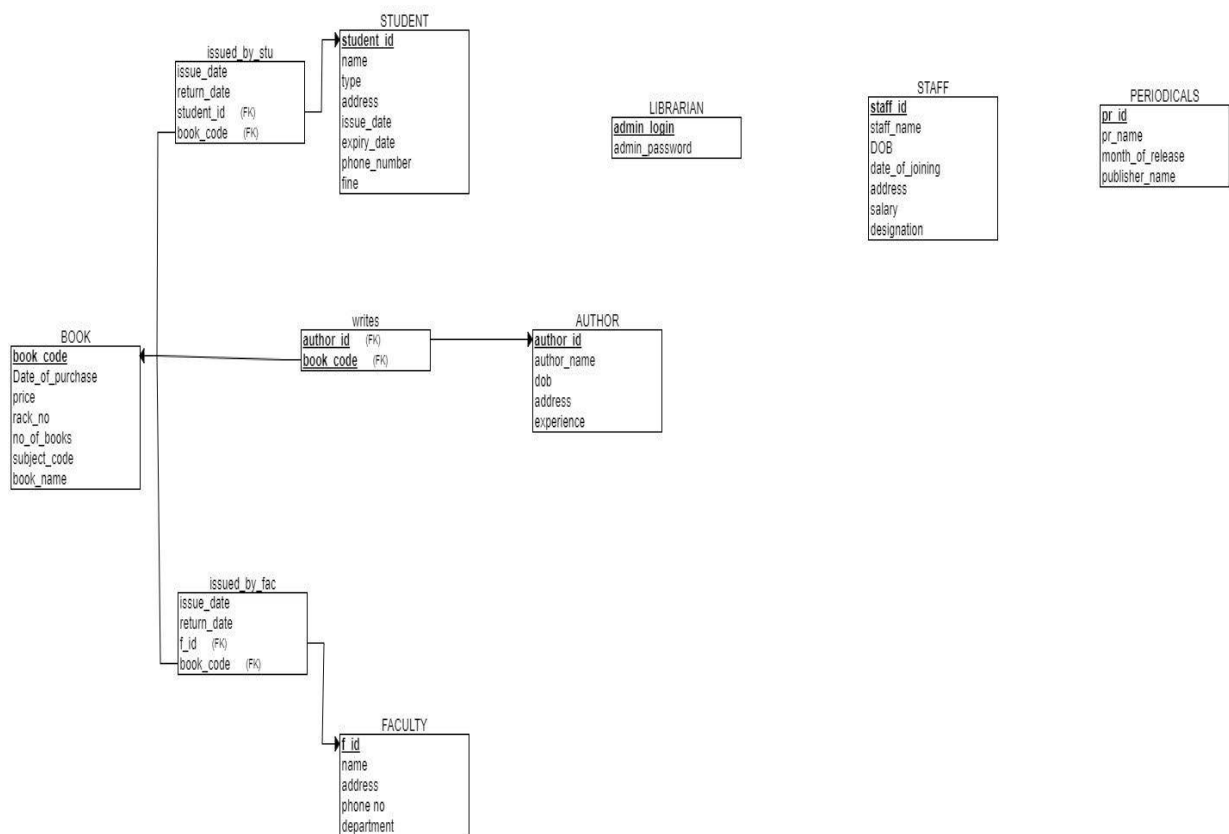 STUDENT
student_id
name
type
address
issue_date
expiry_date
phone_number
fine
issued_by_stu
issue_date
return_date
student_id (FK)
book_code (FK)
LIBRARIAN
admin_login
admin_password
STAFF
staff_id
staff_name
DOB
date_of_joining
address
salary
designation
PERIODICALS
pr_id
pr_name
month_of_release
publisher_name
BOOK
book_code
Date_of_purchase
price
rack_no
no_of_books
subject_code
book_name
writes
author_id (FK)
book_code (FK)
AUTHOR
author_id
author_name
dob
address
experience
issued_by_fac
issue_date
return_date
f_id (FK)
book_code (FK)
FACULTY
f_id
name
address
phone no
department